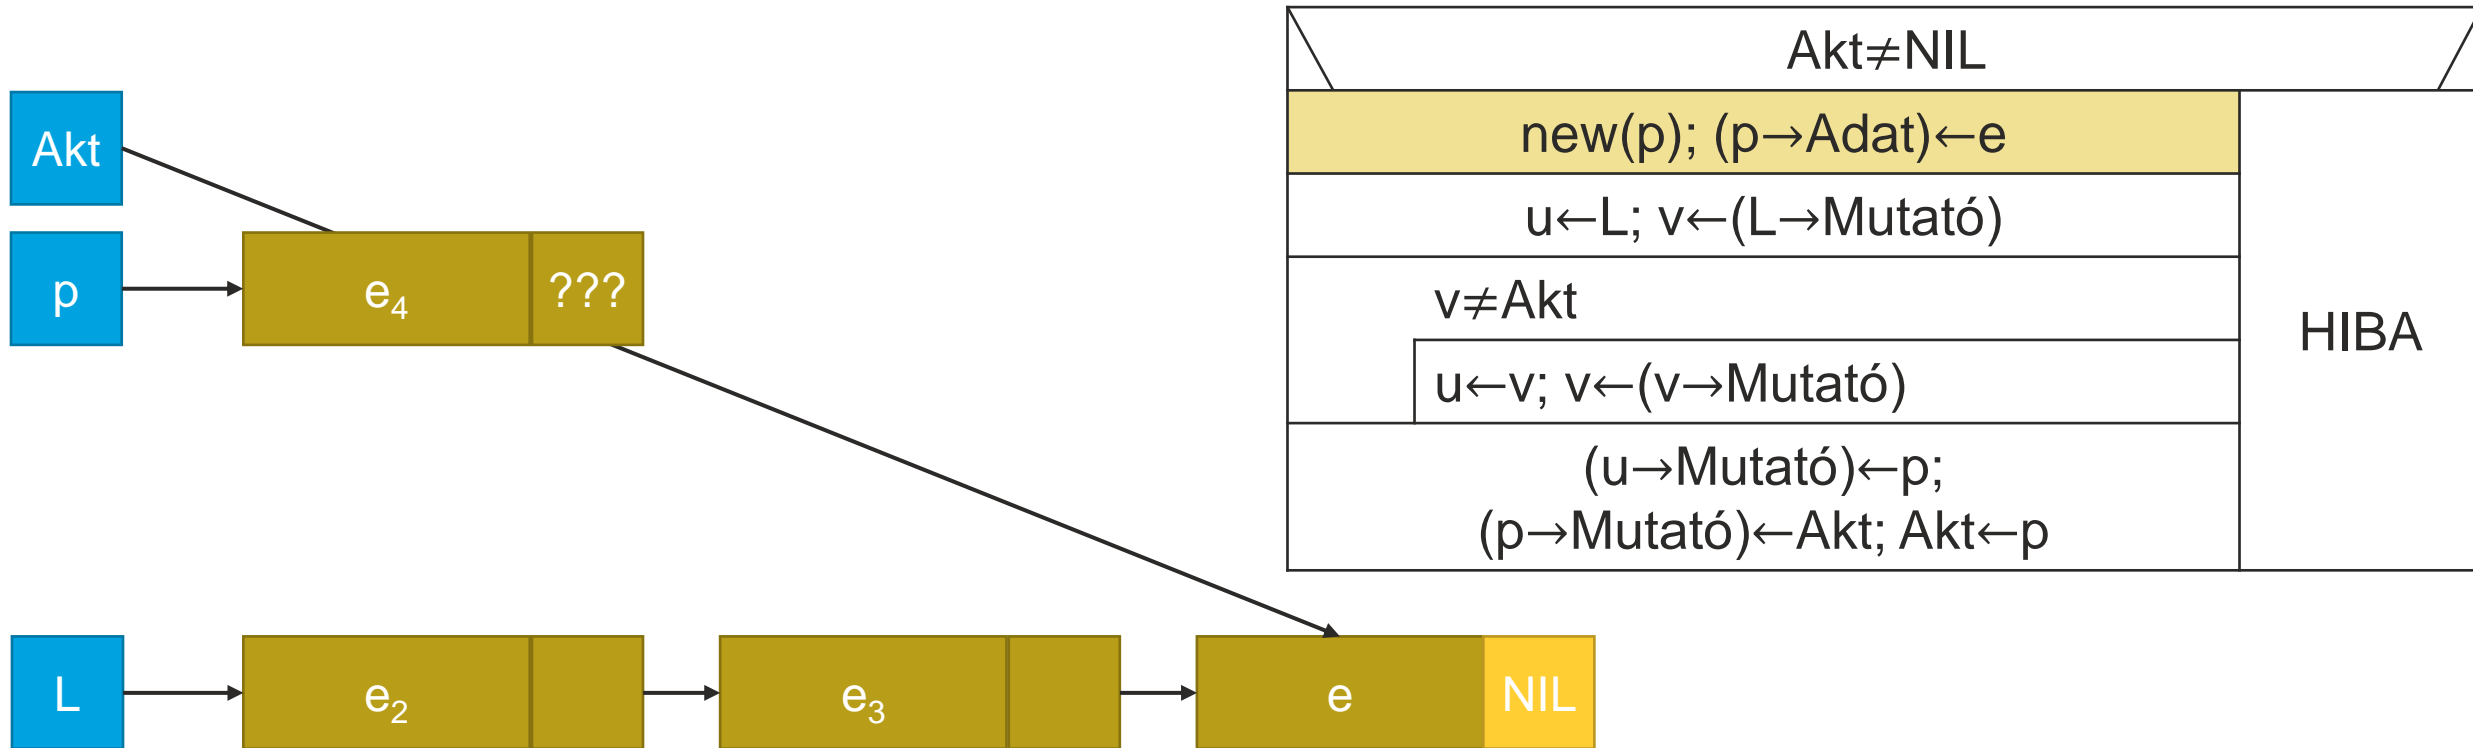 Akt≠NIL
new(p); (p→Adat)←e
u←L; v←(L→Mutató)
v≠Akt
u←v; v←(v→Mutató)
(u→Mutató)←p;
(p→Mutató)←Akt; Akt←p
HIBA
Akt
p
e₄
???
L
e₂
e₃
e
NIL